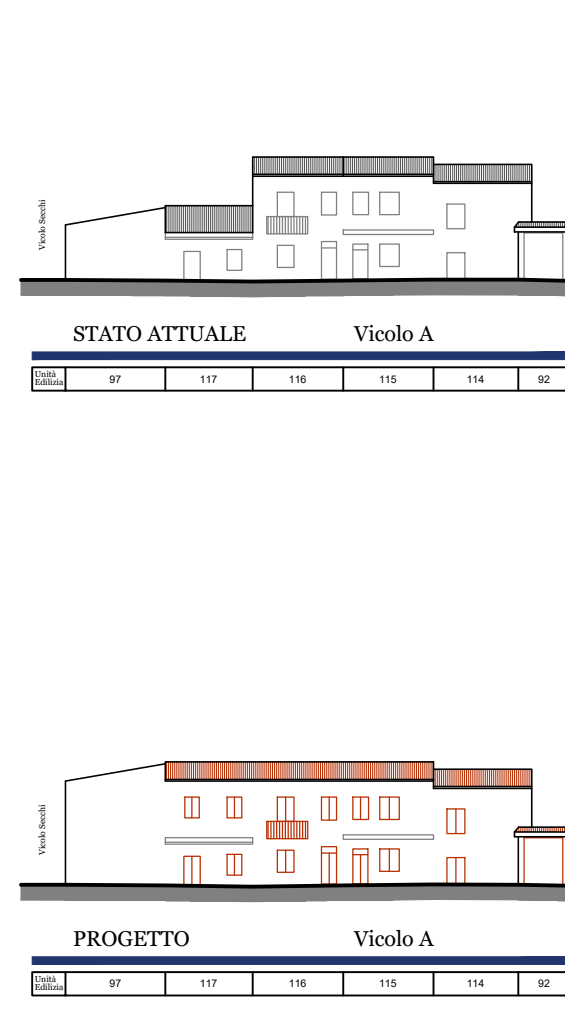 Vicolo Secchi
STATO ATTUALE Vicolo A
Unità
Edilizia 97 117 116 115 114 92
Vicolo Secchi
PROGETTO Vicolo A
Unità
Edilizia 97 117 116 115 114 92